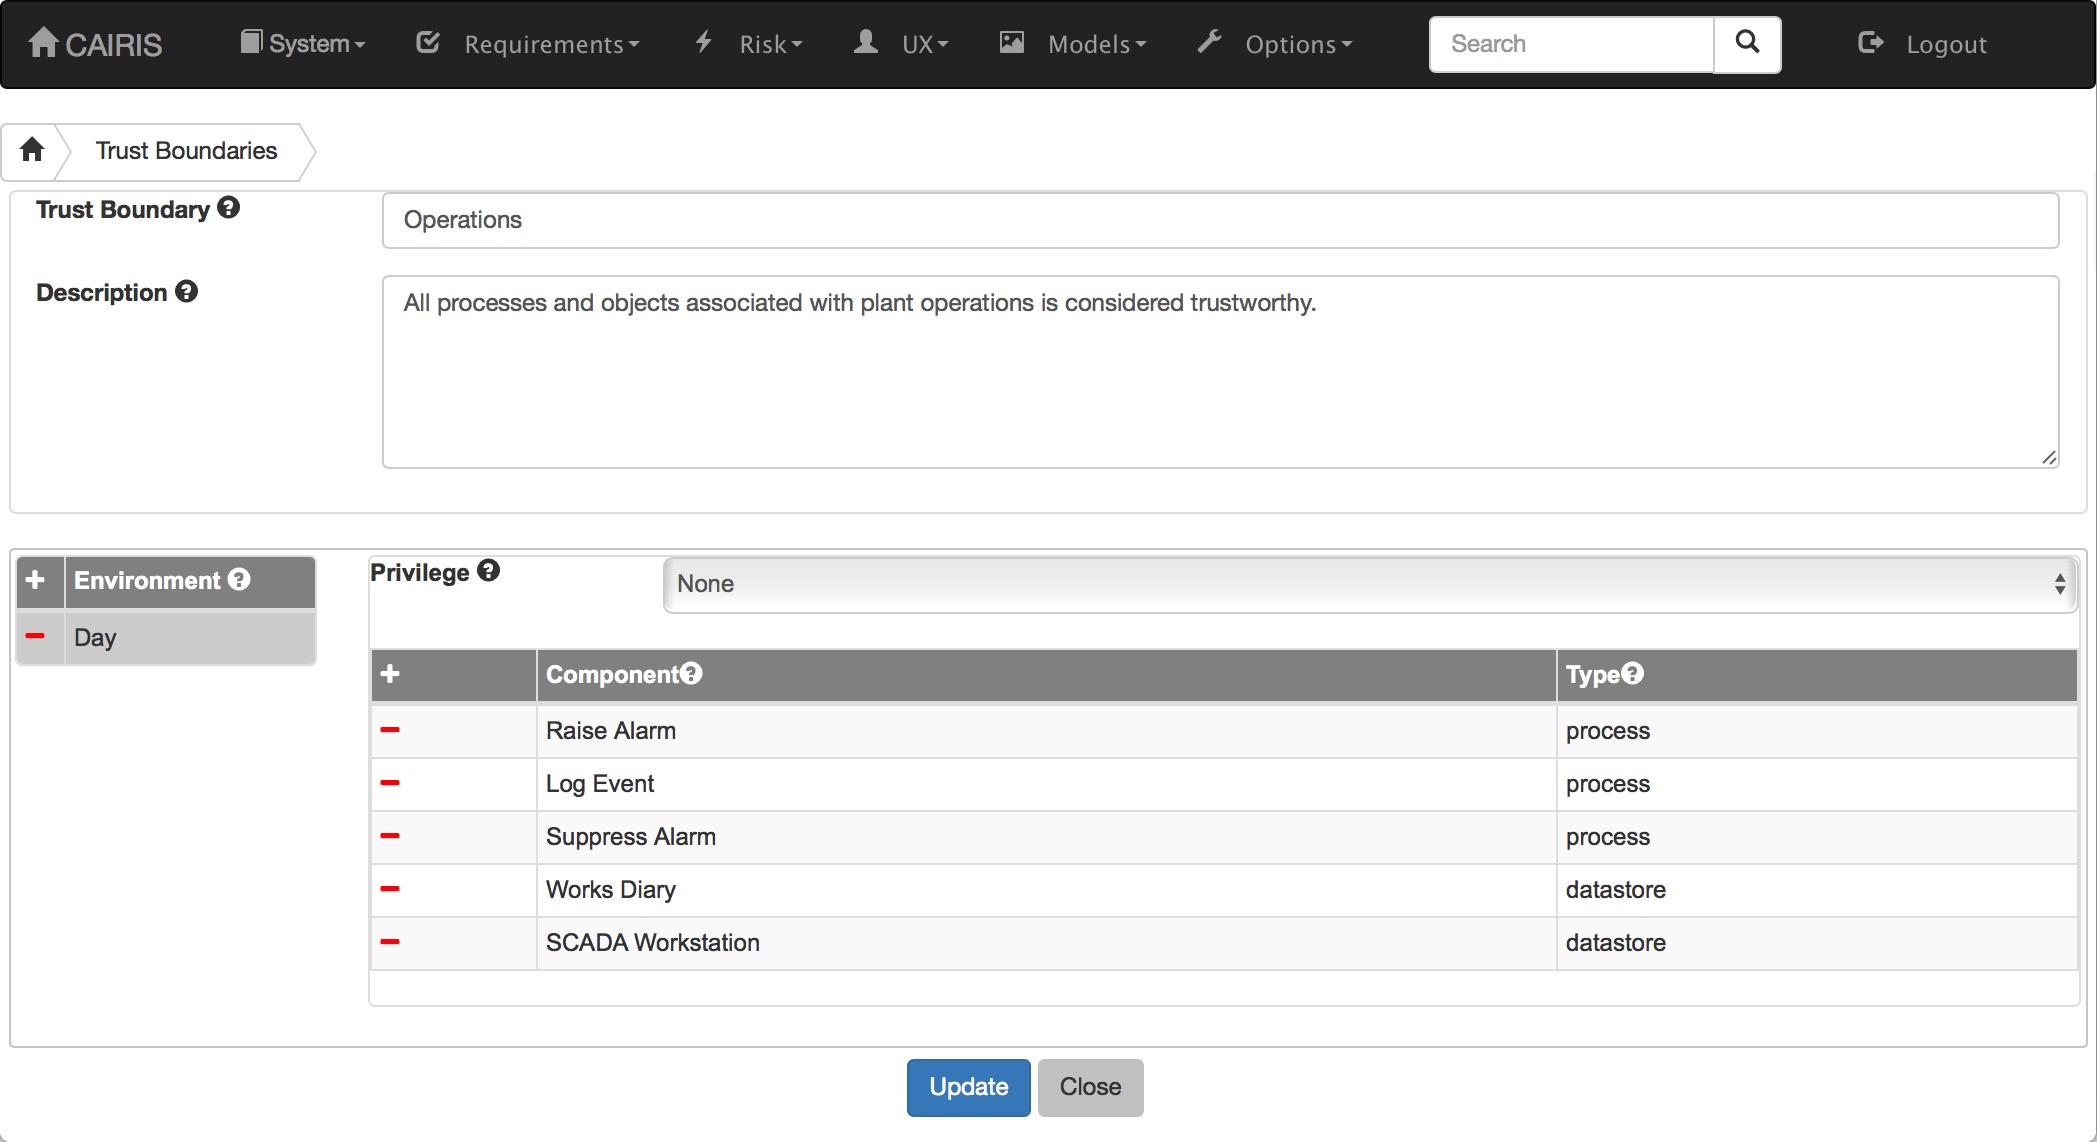 CAIRIS System Requirements Risk UX Models Options Search Logout
Trust Boundaries
Trust Boundary Operations
Description All processes and objects associated with plant operations is considered trustworthy.
Environment
Day
Privilege None
Component Type
Raise Alarm process
Log Event process
Suppress Alarm process
Works Diary datastore
SCADA Workstation datastore
Update Close